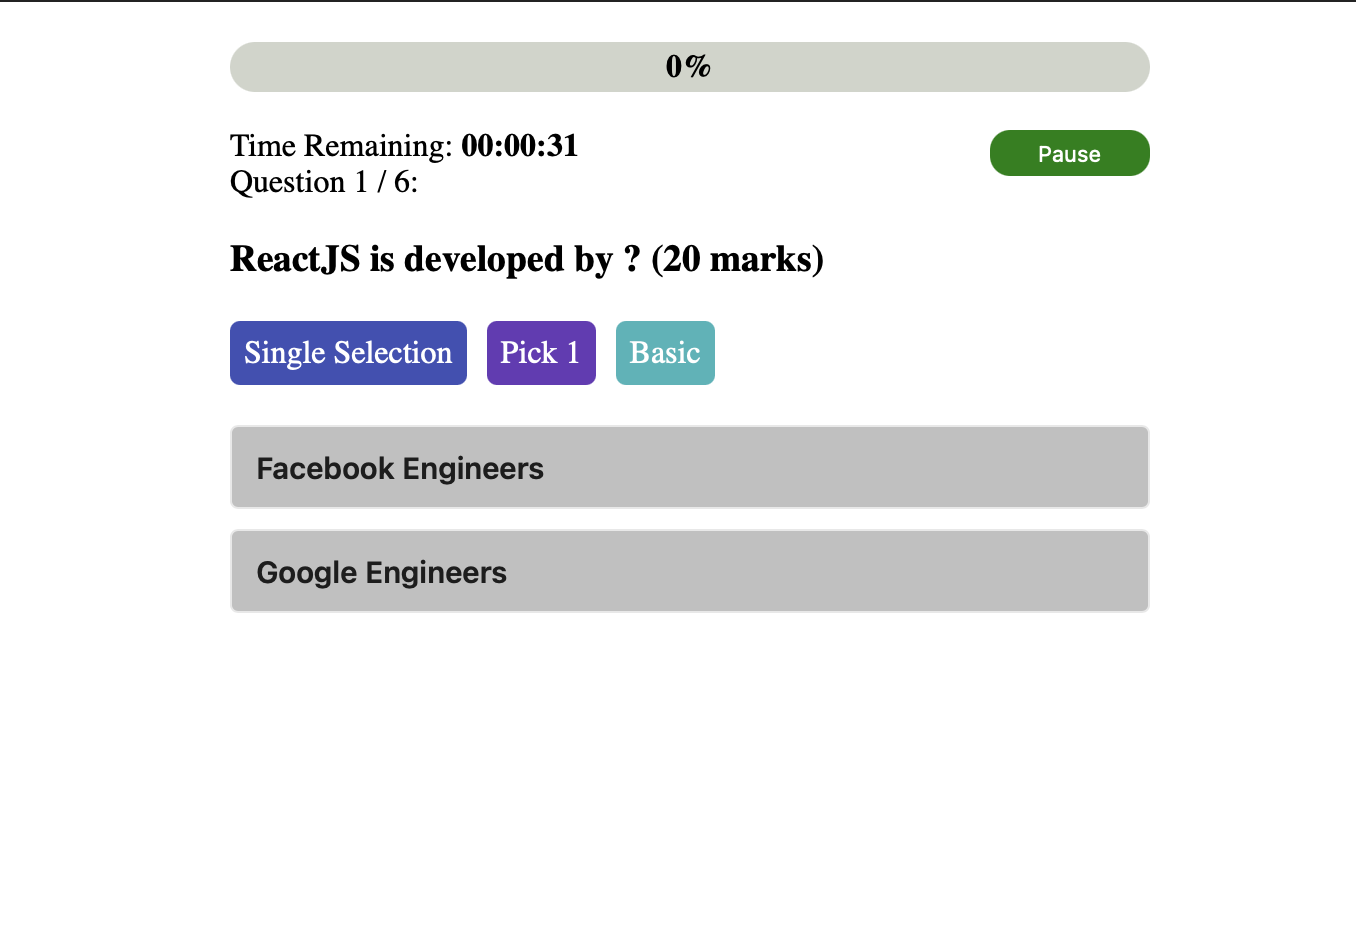 0%
Time Remaining: 00:00:31
Pause
Question 1 / 6:
ReactJS is developed by ? (20 marks)
Single Selection Pick 1 Basic
Facebook Engineers
Google Engineers